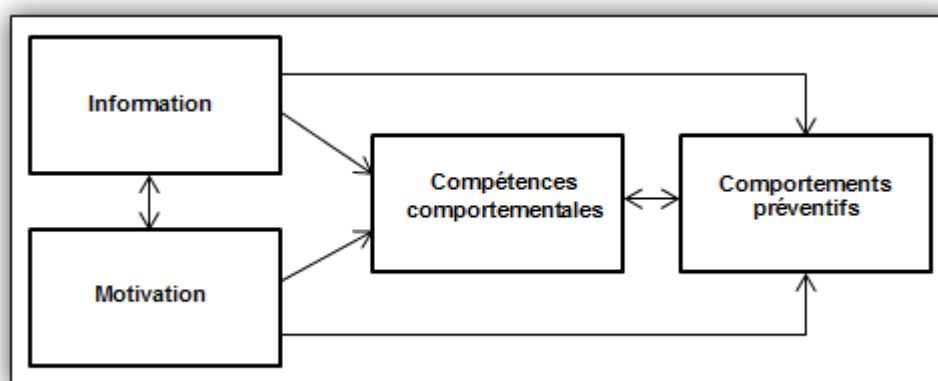 Information
Compétences
comportementales
Comportements
préventifs
Motivation